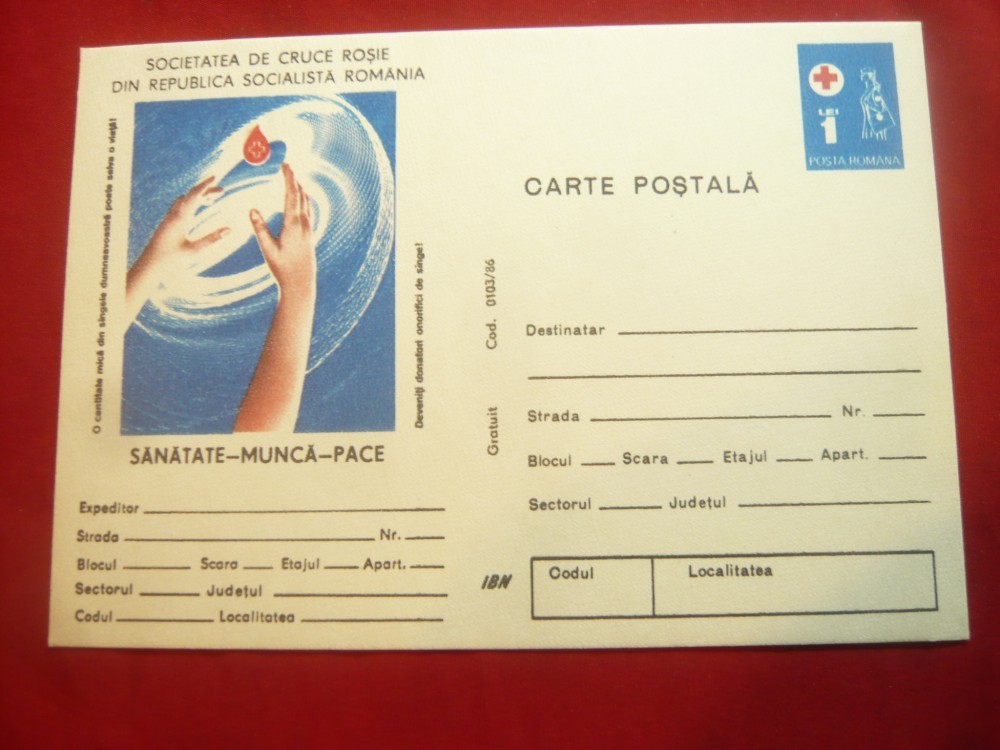 SOCIETATEA DE CRUCE ROȘIE
DIN REPUBLICA SOCIALISTĂ ROMÂNIA
O cantitate mică din sîngele dumneavoastră poate salva o viață!
Deveniți donatori onorifici de sînge!
SĂNĂTATE–MUNCĂ–PACE
Expeditor
Strada Nr.
Blocul Scara Etajul Apart.
Sectorul Județul
Codul Localitatea
Gratuit Cod. 0103/86
LEI
1
POSTA ROMANA
CARTE POȘTALĂ
Destinatar
Strada Nr.
Blocul Scara Etajul Apart.
Sectorul Județul
IBN
Codul Localitatea